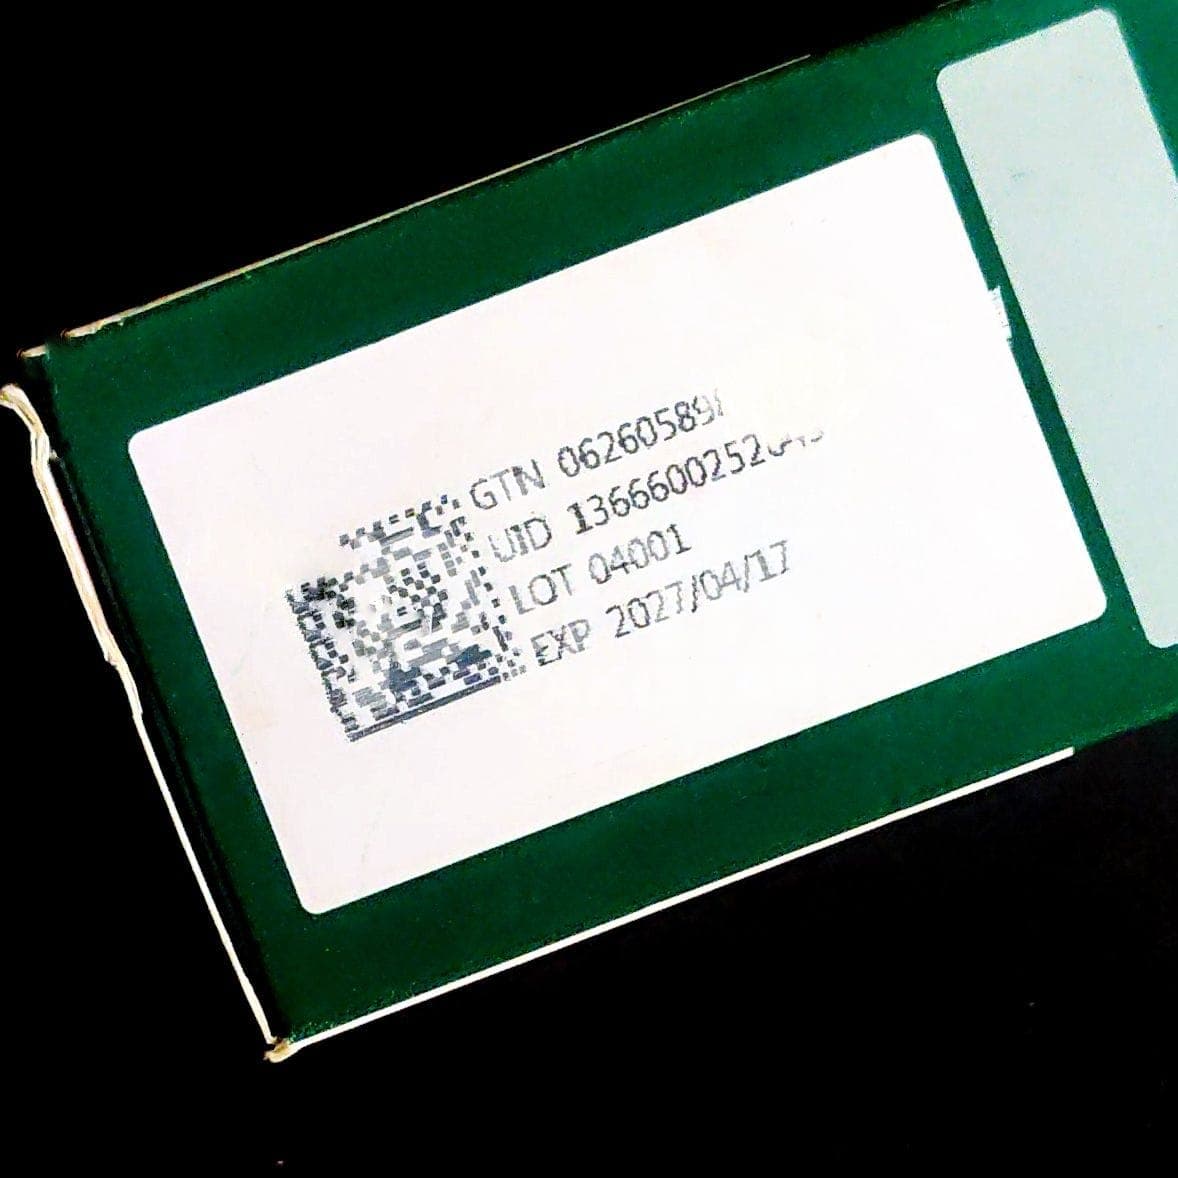 GTN 06260589
UID 1366600252
LOT 04001
EXP 2027/04/17